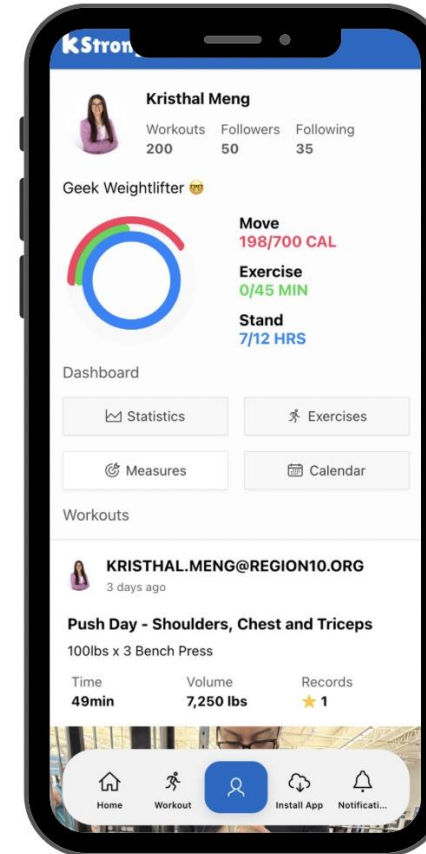 KStron
Kristhal Meng
Workouts Followers Following
200 50 35
Geek Weightlifter 🤓
Move
198/700 CAL
Exercise
0/45 MIN
Stand
7/12 HRS
Dashboard
Statistics Exercises
Measures Calendar
Workouts
KRISTHAL.MENG@REGION10.ORG
3 days ago
Push Day - Shoulders, Chest and Triceps
100lbs x 3 Bench Press
Time Volume Records
49min 7,250 lbs ⭐ 1
Home Workout Install App Notificati...